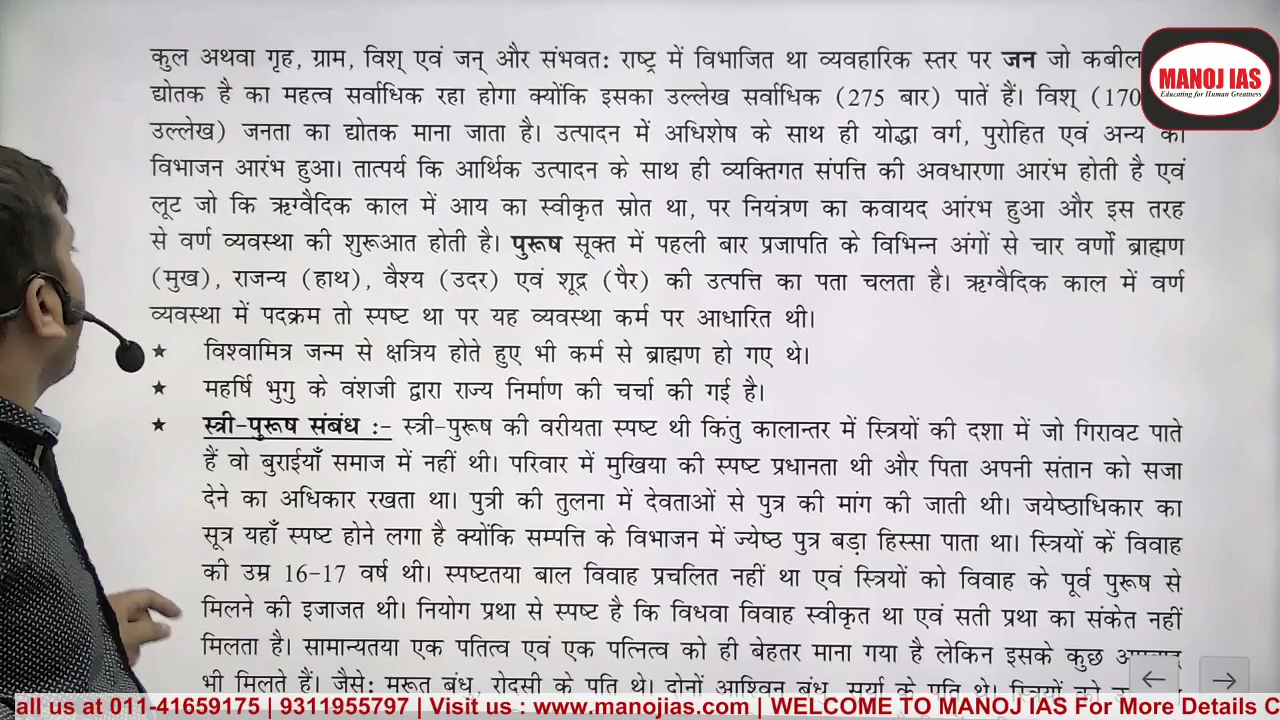 कुल अथवा गृह, ग्राम, विश् एवं जन् और संभवतः राष्ट्र में विभाजित था व्यवहारिक स्तर पर जन जो
द्योतक है का महत्व सर्वाधिक रहा होगा क्योंकि इसका उल्लेख सर्वाधिक (275 बार) पातें हैं। विश् (170
उल्लेख) जनता का द्योतक माना जाता है। उत्पादन में अधिशेष के साथ ही योद्धा वर्ग, पुरोहित एवं अन्य का
विभाजन आरंभ हुआ। तात्पर्य कि आर्थिक उत्पादन के साथ ही व्यक्तिगत संपत्ति की अवधारणा आरंभ होती है एवं
लूट जो कि ऋग्वैदिक काल में आय का स्वीकृत स्रोत था, पर नियंत्रण का कवायद आंरभ हुआ और इस तरह
से वर्ण व्यवस्था की शुरूआत होती है। पुरूष सूक्त में पहली बार प्रजापति के विभिन्न अंगों से चार वर्णों ब्राह्मण
(मुख), राजन्य (हाथ), वैश्य (उदर) एवं शूद्र (पैर) की उत्पत्ति का पता चलता है। ऋग्वैदिक काल में वर्ण
व्यवस्था में पदक्रम तो स्पष्ट था पर यह व्यवस्था कर्म पर आधारित थी।
★ विश्वामित्र जन्म से क्षत्रिय होते हुए भी कर्म से ब्राह्मण हो गए थे।
★ महर्षि भुगु के वंशजी द्वारा राज्य निर्माण की चर्चा की गई है।
★ स्त्री-पुरूष संबंध :- स्त्री-पुरूष की वरीयता स्पष्ट थी किंतु कालान्तर में स्त्रियों की दशा में जो गिरावट पाते
हैं वो बुराईयाँ समाज में नहीं थी। परिवार में मुखिया की स्पष्ट प्रधानता थी और पिता अपनी संतान को सजा
देने का अधिकार रखता था। पुत्री की तुलना में देवताओं से पुत्र की मांग की जाती थी। जयेष्ठाधिकार का
सूत्र यहाँ स्पष्ट होने लगा है क्योंकि सम्पत्ति के विभाजन में ज्येष्ठ पुत्र बड़ा हिस्सा पाता था। स्त्रियों कें विवाह
की उम्र 16-17 वर्ष थी। स्पष्टतया बाल विवाह प्रचलित नहीं था एवं स्त्रियों को विवाह के पूर्व पुरूष से
मिलने की इजाजत थी। नियोग प्रथा से स्पष्ट है कि विधवा विवाह स्वीकृत था एवं सती प्रथा का संकेत नहीं
मिलता है। सामान्यतया एक पतित्व एवं एक पत्नित्व को ही बेहतर माना गया है लेकिन इसके कुछ
भी मिलते हैं। जैसे: मरूत बंधु, रोदसी के पति थे। दोनों आश्विन बंधु, सूर्या के पति थे। स्त्रियों को
MANOJ IAS
Educating for Human Greatness
all us at 011-41659175 | 9311955797 | Visit us : www.manojias.com | WELCOME TO MANOJ IAS For More Details C